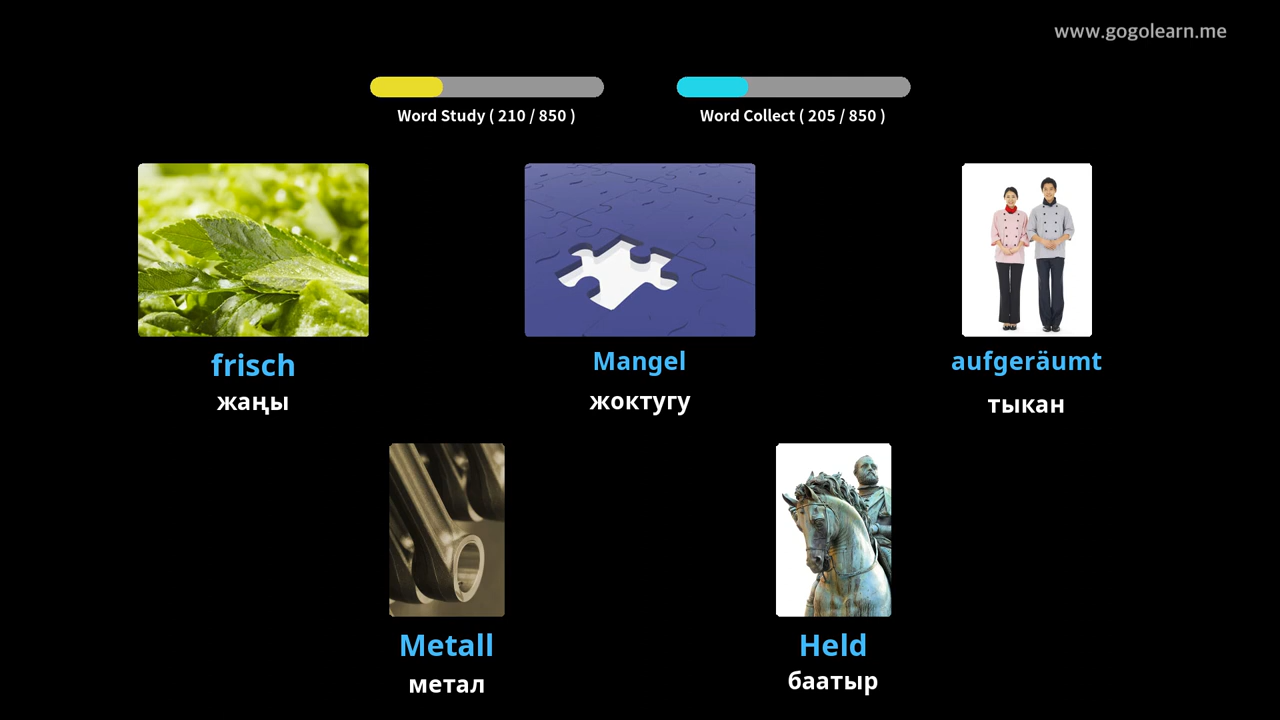 www.gogolearn.me
Word Study ( 210 / 850 )
Word Collect ( 205 / 850 )
frisch
жаңы
Mangel
жоктугу
aufgeräumt
тыкан
Metall
метал
Held
баатыр